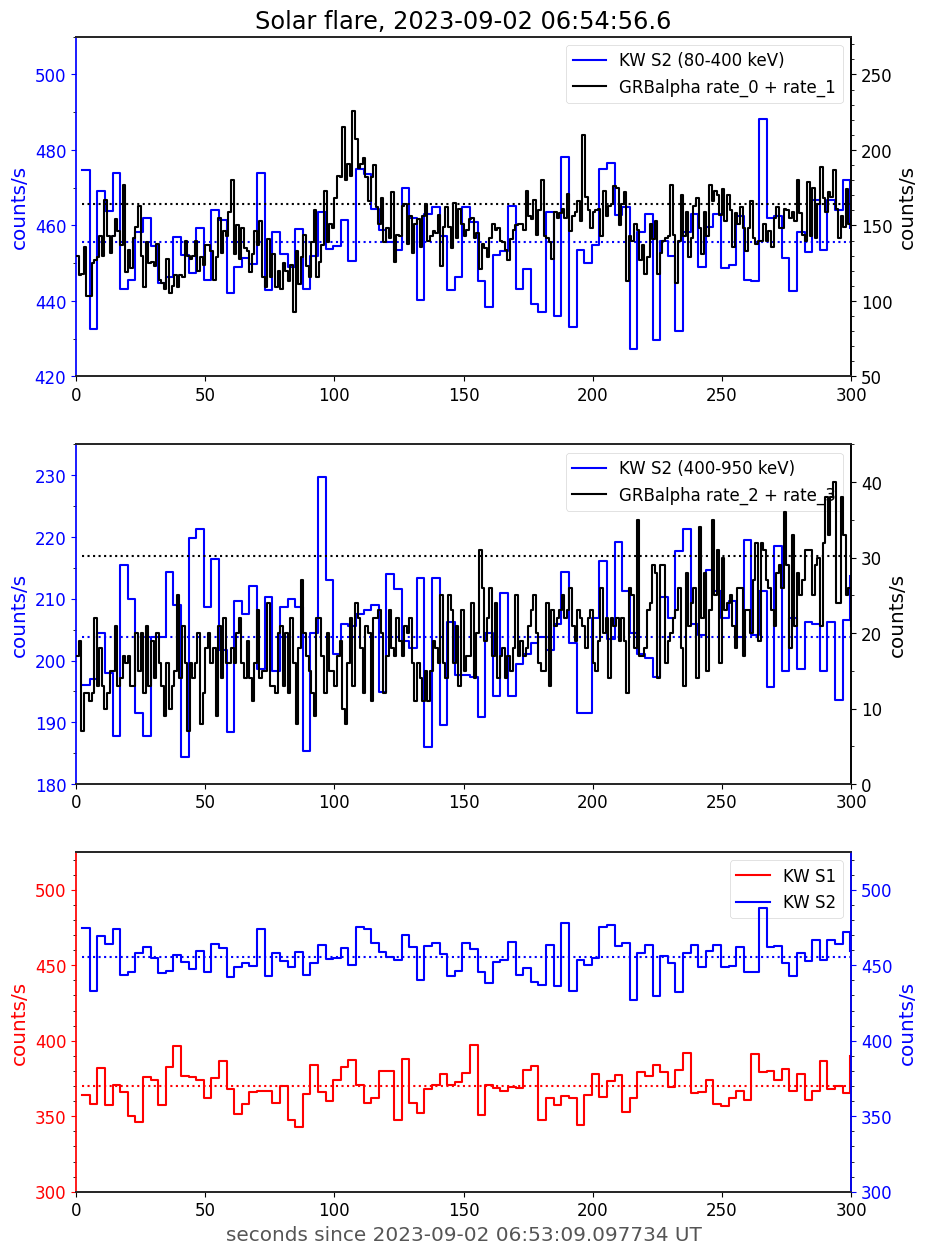 Solar flare, 2023-09-02 06:54:56.6
KW S2 (80-400 keV)
GRBalpha rate_0 + rate_1
counts/s
500
480
460
440
420
250
200
150
100
50
counts/s
0 50 100 150 200 250 300
KW S2 (400-950 keV)
GRBalpha rate_2 + rate_3
counts/s
230
220
210
200
190
180
40
30
20
10
0
counts/s
0 50 100 150 200 250 300
KW S1
KW S2
counts/s
500
450
400
350
300
500
450
400
350
300
counts/s
0 50 100 150 200 250 300
seconds since 2023-09-02 06:53:09.097734 UT